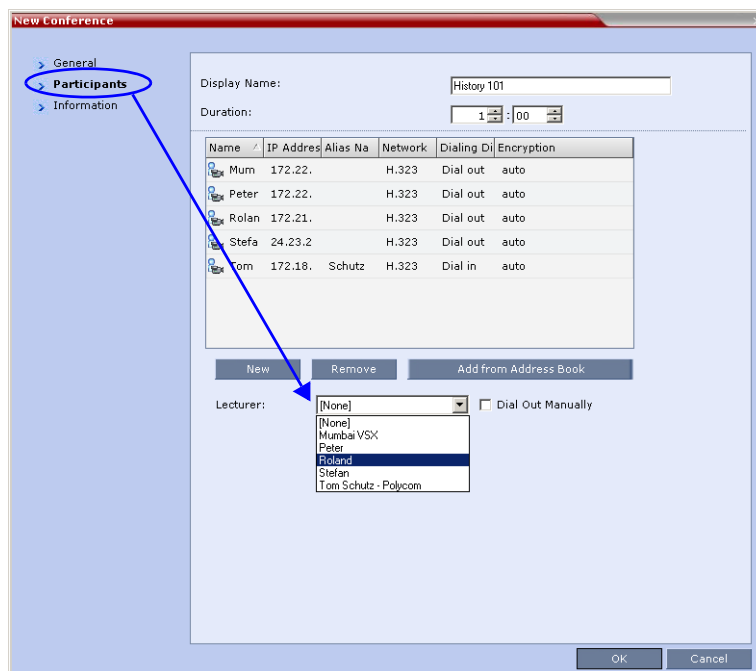 New Conference
General
Participants
Information
Display Name: History 101
Duration: 1 : 00
Name IP Addres Alias Na Network Dialing Di Encryption
Mum 172.22. H.323 Dial out auto
Peter 172.22. H.323 Dial out auto
Rolan 172.21. H.323 Dial out auto
Stefa 24.23.2 H.323 Dial out auto
Tom 172.18. Schutz H.323 Dial in auto
New Remove Add from Address Book
Lecturer: [None] Dial Out Manually
[None]
Mumbai VSX
Peter
Roland
Stefan
Tom Schutz - Polycom
OK Cancel